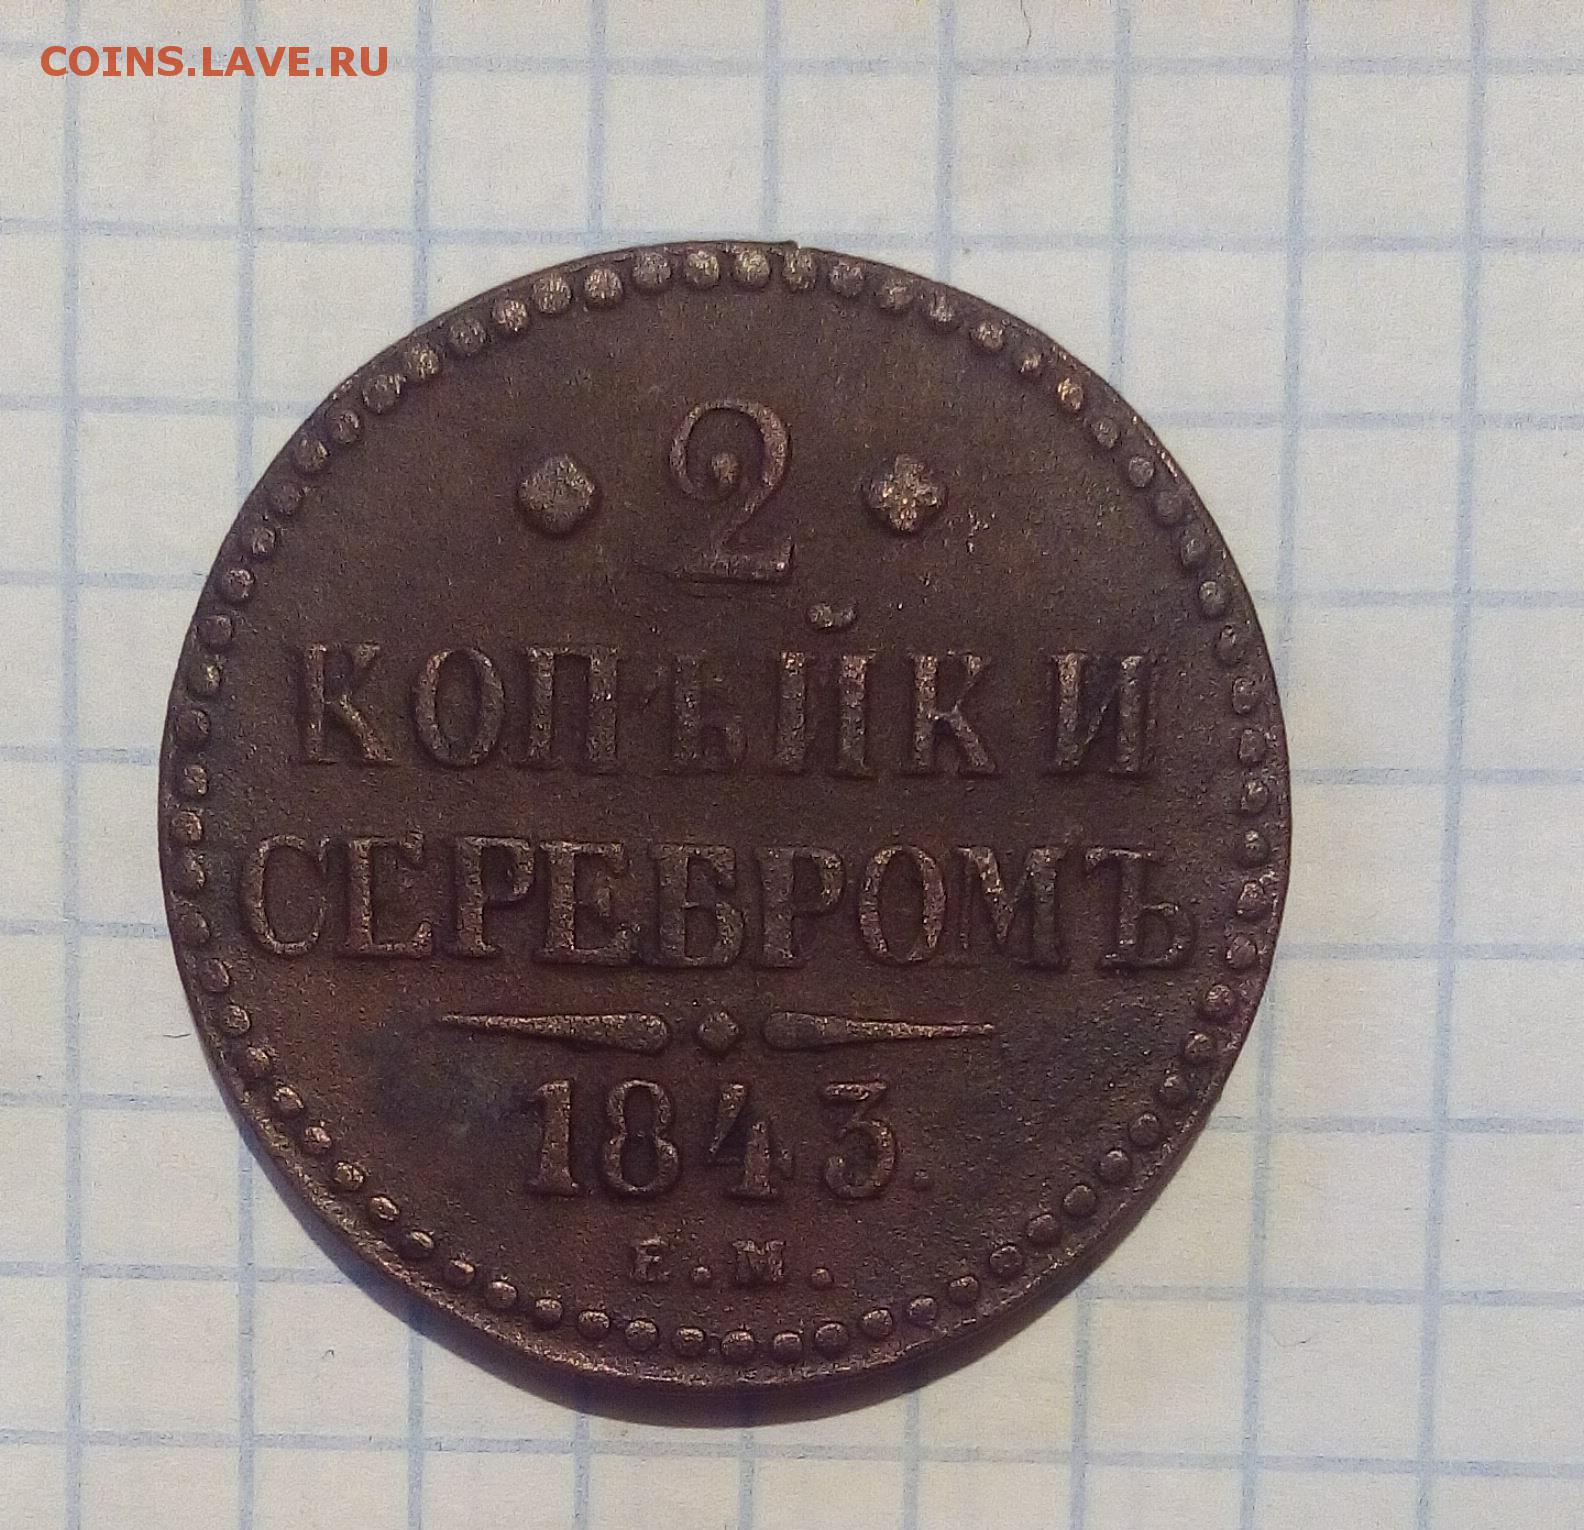 COINS.LAVE.RU
2
КОПѢЙКИ
СЕРЕБРОМЪ
1843.
Е.М.